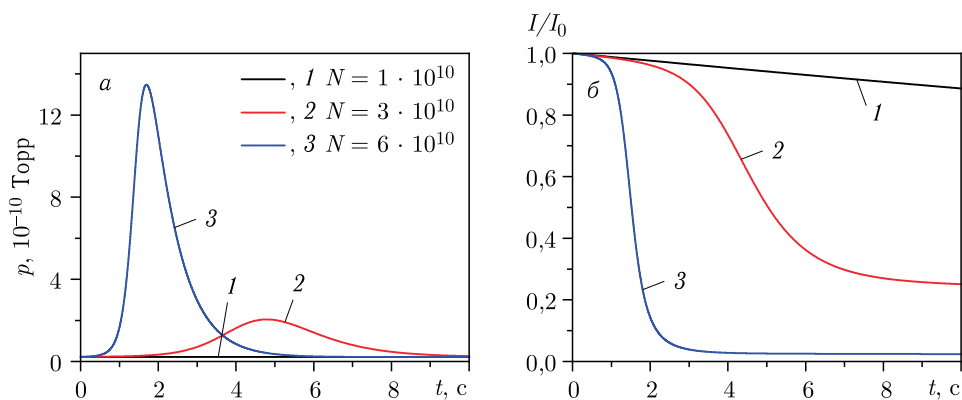 I/I₀
а
, 1 N = 1 · 10¹⁰
, 2 N = 3 · 10¹⁰
, 3 N = 6 · 10¹⁰
p, 10⁻¹⁰ Торр
12
8
4
0
3
1
2
0 2 4 6 8 t, с
б
1,0
0,8
0,6
0,4
0,2
0,0
1
2
3
0 2 4 6 8 t, с